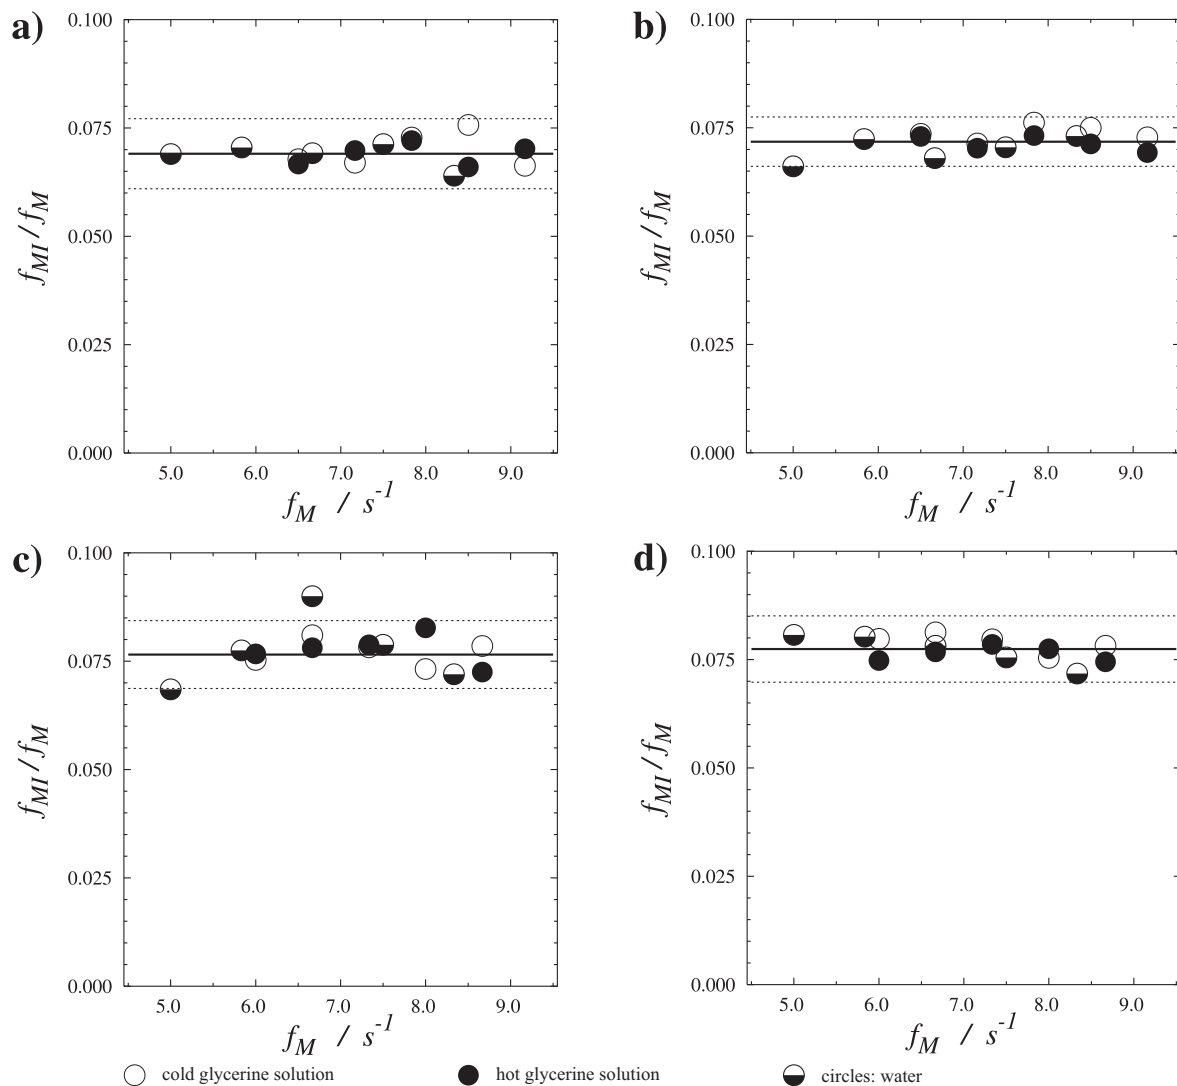 a)
0.100
0.075
0.050
0.025
0.000
f_MI / f_M
5.0 6.0 7.0 8.0 9.0
f_M / s^-1
b)
0.100
0.075
0.050
0.025
0.000
f_MI / f_M
5.0 6.0 7.0 8.0 9.0
f_M / s^-1
c)
0.100
0.075
0.050
0.025
0.000
f_MI / f_M
5.0 6.0 7.0 8.0 9.0
f_M / s^-1
d)
0.100
0.075
0.050
0.025
0.000
f_MI / f_M
5.0 6.0 7.0 8.0 9.0
f_M / s^-1
cold glycerine solution hot glycerine solution circles: water